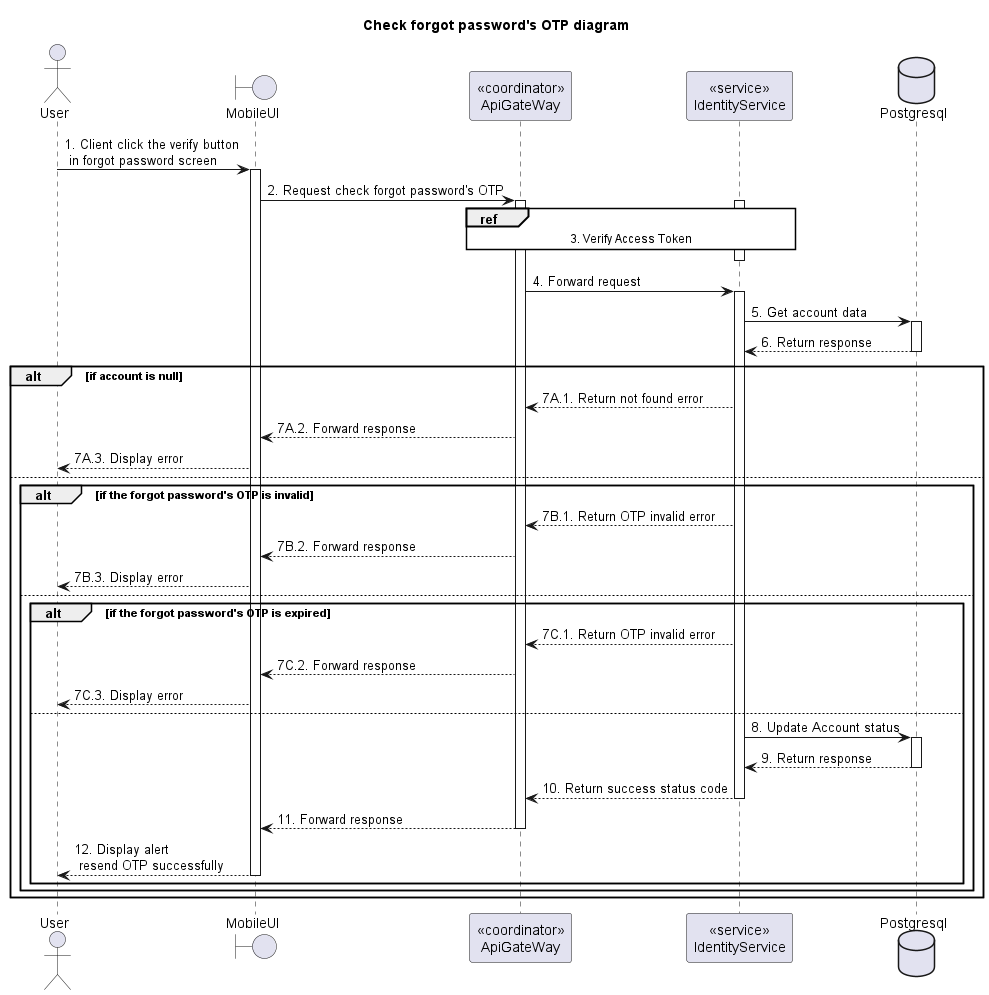 Check forgot password's OTP diagram
User
MobileUI
«coordinator»
ApiGateWay
«service»
IdentityService
Postgresql
1. Client click the verify button
in forgot password screen
2. Request check forgot password's OTP
ref
3. Verify Access Token
4. Forward request
5. Get account data
6. Return response
alt
[if account is null]
7A.1. Return not found error
7A.2. Forward response
7A.3. Display error
alt
[if the forgot password's OTP is invalid]
7B.1. Return OTP invalid error
7B.2. Forward response
7B.3. Display error
alt
[if the forgot password's OTP is expired]
7C.1. Return OTP invalid error
7C.2. Forward response
7C.3. Display error
8. Update Account status
9. Return response
10. Return success status code
11. Forward response
12. Display alert
resend OTP successfully
User
MobileUI
«coordinator»
ApiGateWay
«service»
IdentityService
Postgresql